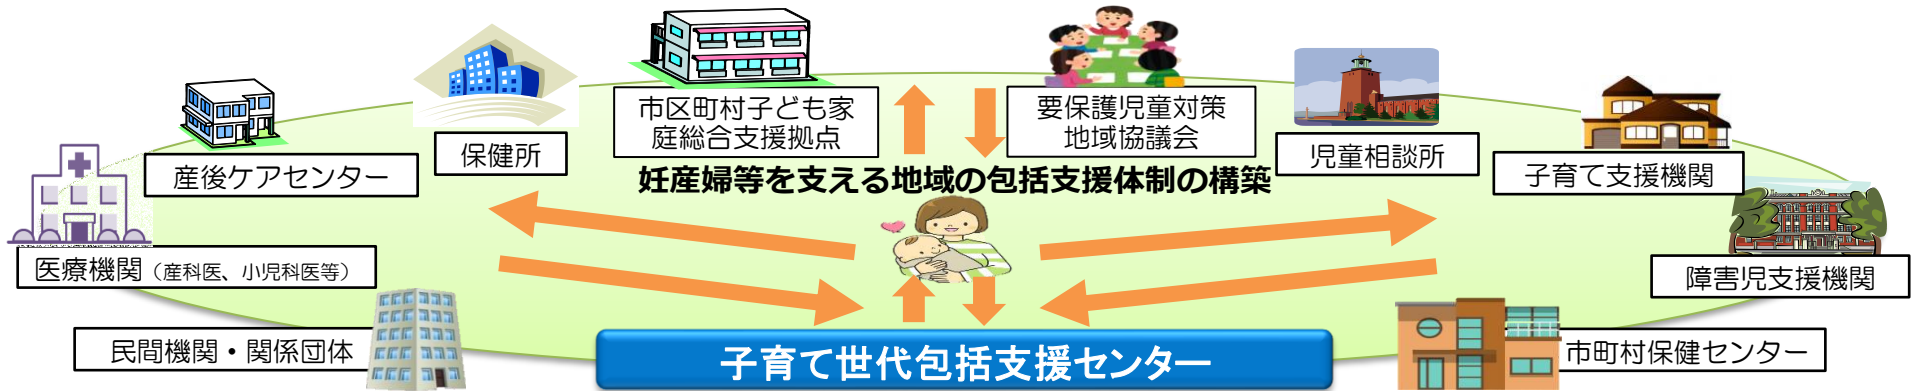 市区町村子ども家
庭総合支援拠点
要保護児童対策
地域協議会
保健所
児童相談所
産後ケアセンター
子育て支援機関
妊産婦等を支える地域の包括支援体制の構築
医療機関（産科医、小児科医等）
障害児支援機関
民間機関・関係団体
市町村保健センター
子育て世代包括支援センター